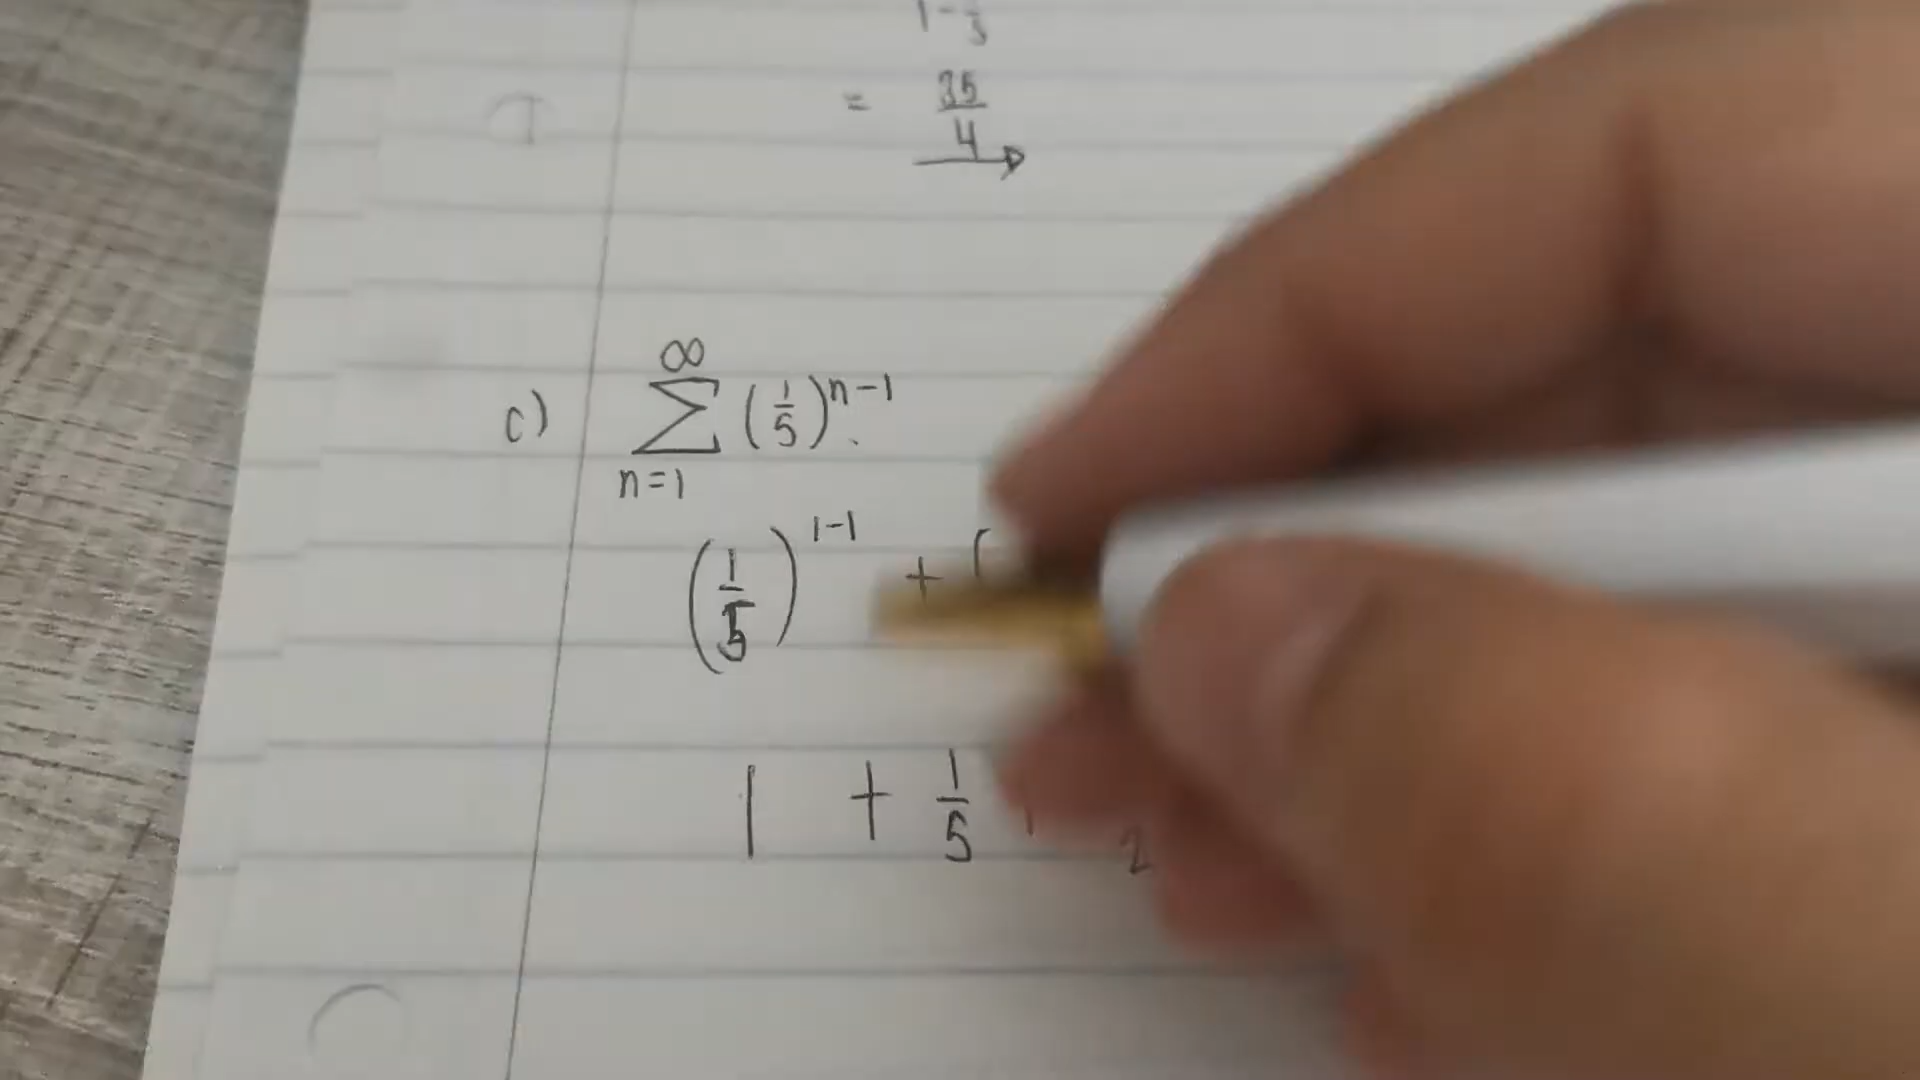 = 35/4
c) ∞ ∑ n=1 (1/5)^n-1
(1/5)^1-1 + (
1 + 1/5